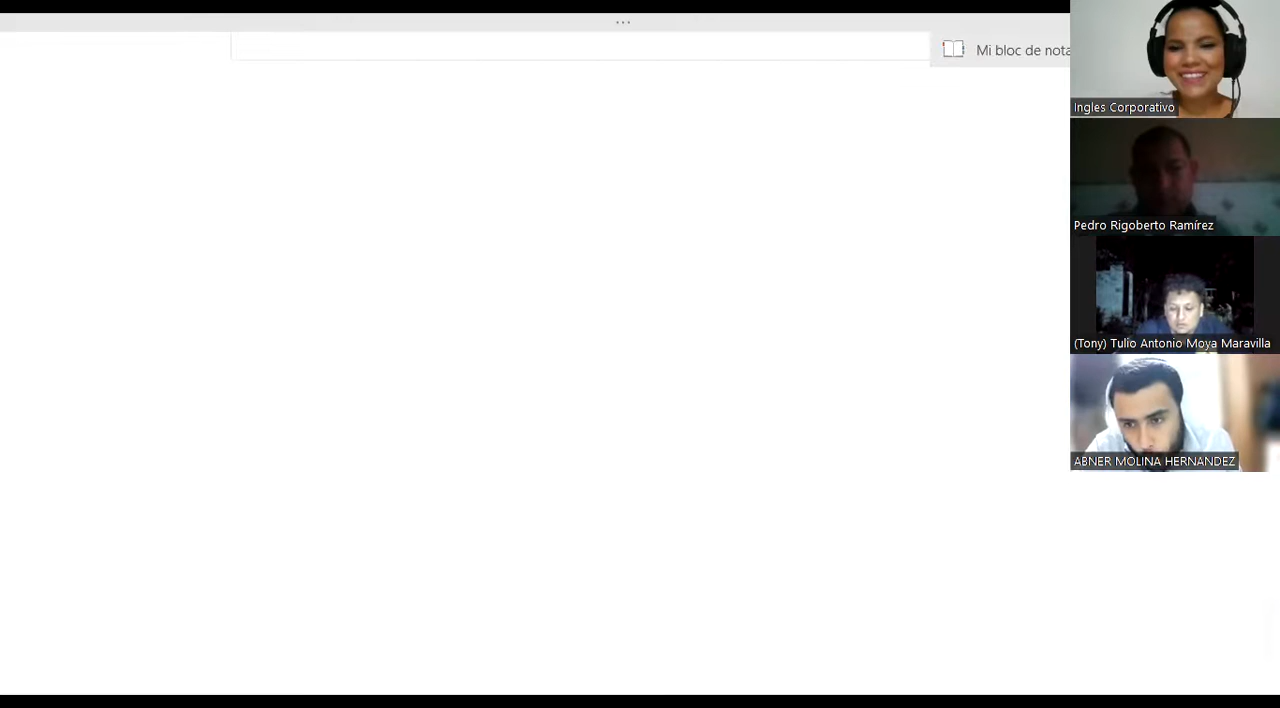 ...
Mi bloc de nota
Ingles Corporativo
Pedro Rigoberto Ramírez
(Tony) Tulio Antonio Moya Maravilla
ABNER MOLINA HERNANDEZ